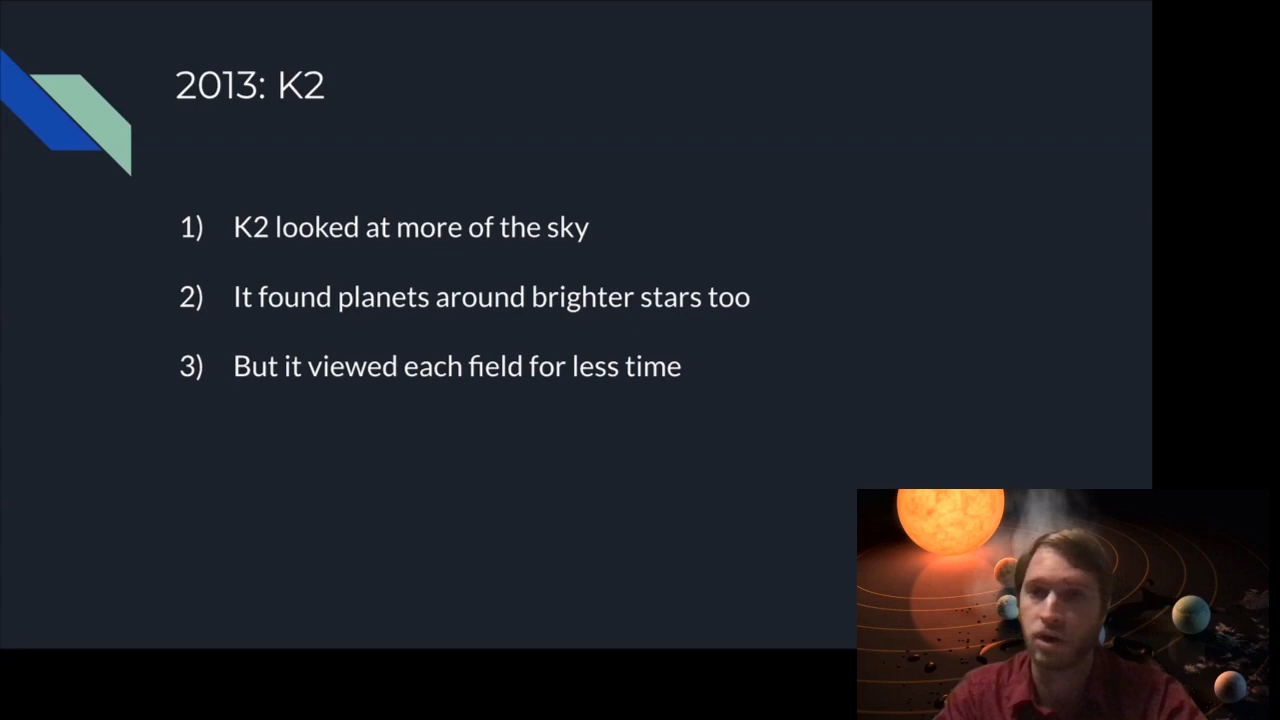 2013: K2
1) K2 looked at more of the sky
2) It found planets around brighter stars too
3) But it viewed each field for less time